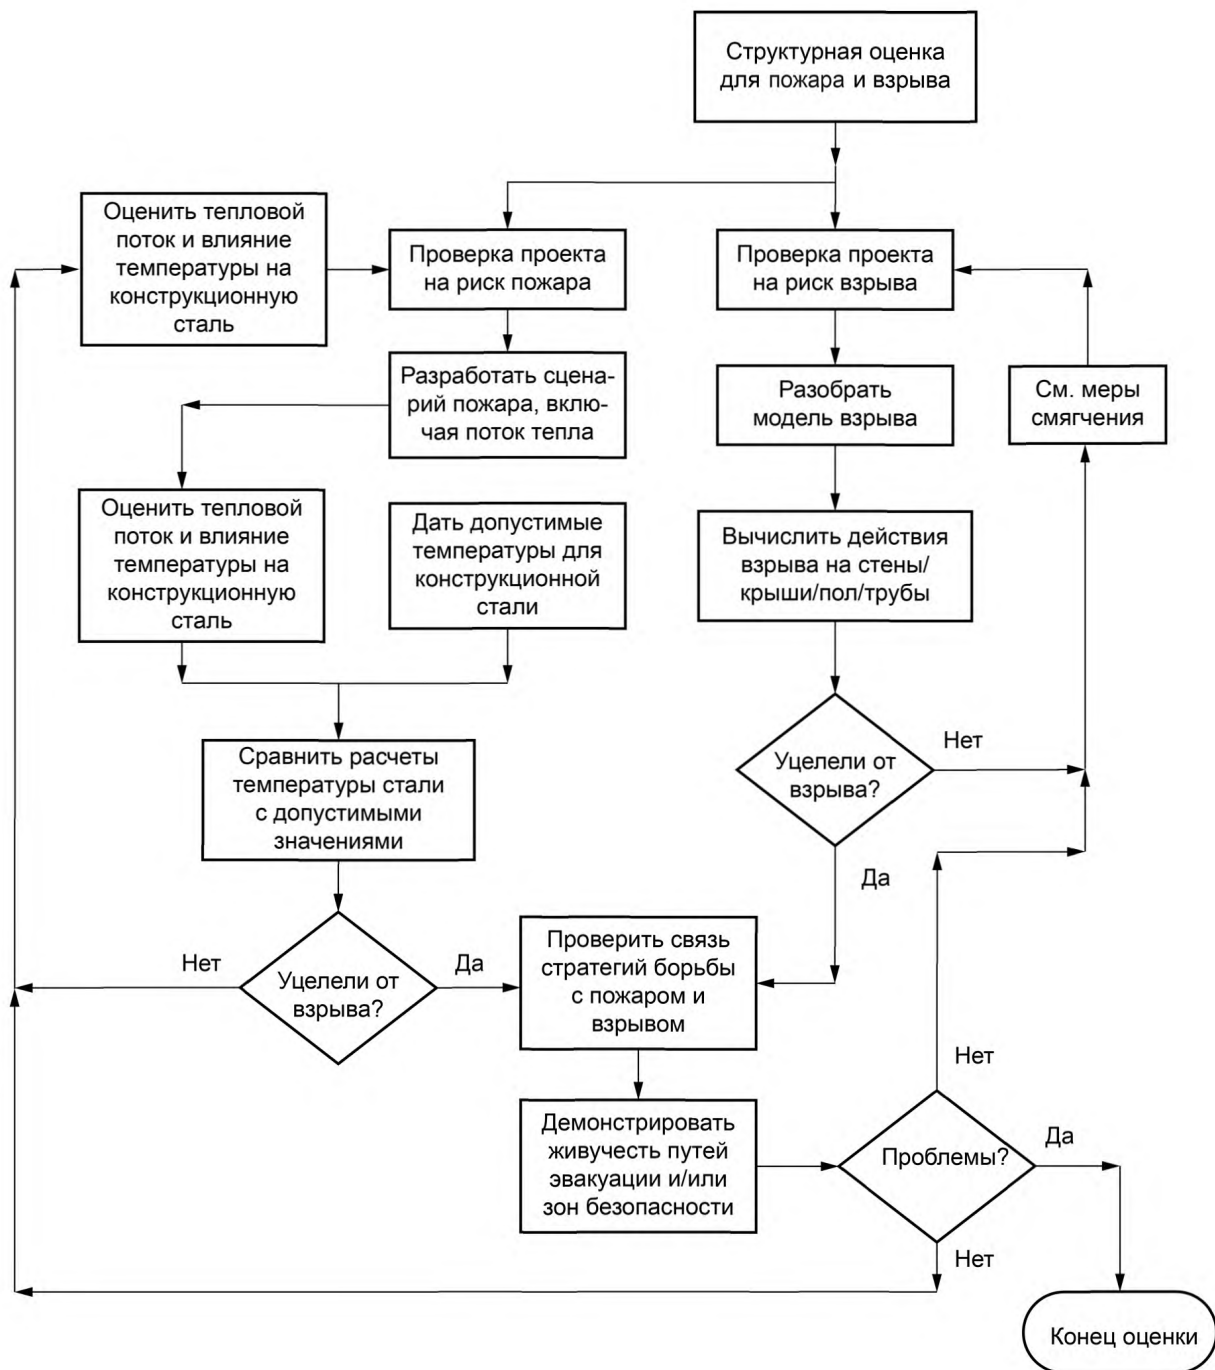 Структурная оценка
для пожара и взрыва
Оценить тепловой
поток и влияние
температуры на
конструкционную
сталь
Проверка проекта
на риск пожара
Проверка проекта
на риск взрыва
Разработать сцена-
рий пожара, вклю-
чая поток тепла
Разобрать
модель взрыва
См. меры
смягчения
Оценить тепловой
поток и влияние
температуры на
конструкционную
сталь
Дать допустимые
температуры для
конструкционной
стали
Вычислить действия
взрыва на стены/
крыши/пол/трубы
Сравнить расчеты
температуры стали
с допустимыми
значениями
Уцелели от
взрыва?
Нет
Да
Нет
Уцелели от
взрыва?
Да
Проверить связь
стратегий борьбы
с пожаром и
взрывом
Нет
Демонстрировать
живучесть путей
эвакуации и/или
зон безопасности
Проблемы?
Да
Нет
Конец оценки